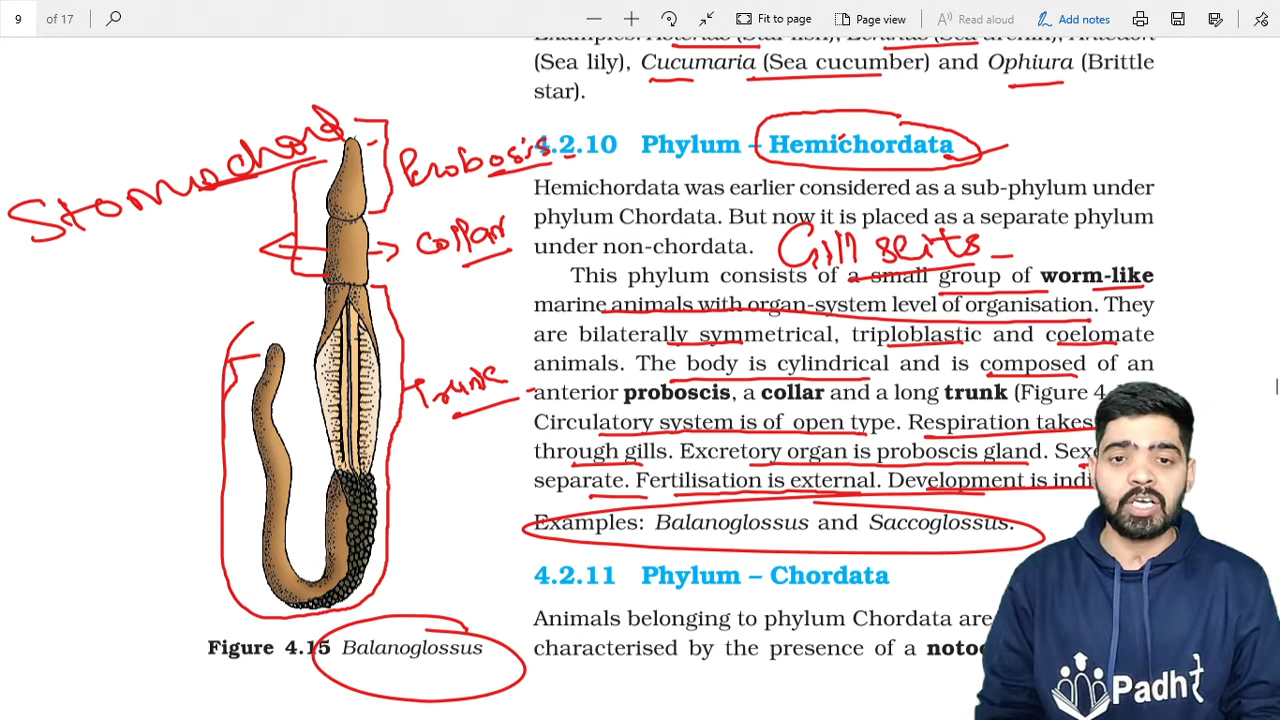 9 of 17 Fit to page Page view Read aloud Add notes
(Sea lily), Cucumaria (Sea cucumber) and Ophiura (Brittle
star).
4.2.10 Phylum – Hemichordata
Hemichordata was earlier considered as a sub-phylum under
phylum Chordata. But now it is placed as a separate phylum
under non-chordata.
Gill slits
This phylum consists of a small group of worm-like
marine animals with organ-system level of organisation. They
are bilaterally symmetrical, triploblastic and coelomate
animals. The body is cylindrical and is composed of an
anterior proboscis, a collar and a long trunk (Figure 4.
Circulatory system is of open type. Respiration takes
through gills. Excretory organ is proboscis gland. Sex
separate. Fertilisation is external. Development is indi
Examples: Balanoglossus and Saccoglossus.
4.2.11 Phylum – Chordata
Animals belonging to phylum Chordata are
characterised by the presence of a noto
Stomochord
Probosis
Collar
Trunk
Figure 4.15 Balanoglossus
Padhरे